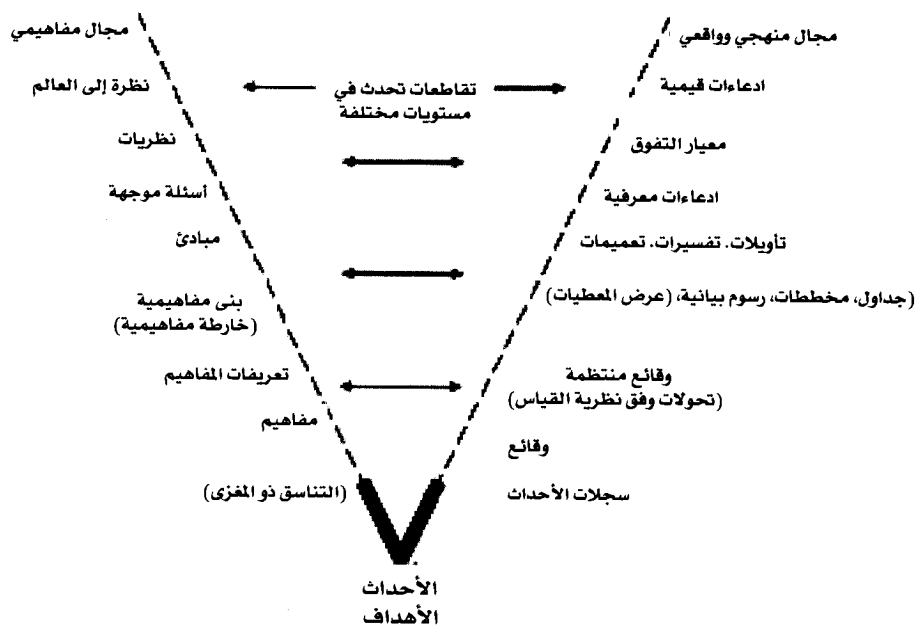 مجال منهجي وواقعي
مجال مفاهيمي
ادعاءات قيمية
تقاطعات تحدث في
مستويات مختلفة
نظرة إلى العالم
معيار التفوق
نظريات
ادعاءات معرفية
أسئلة موجهة
تأويلات. تفسيرات. تعميمات
مبادئ
(جداول، مخططات، رسوم بيانية، (عرض المعطيات)
بنى مفاهيمية
(خارطة مفاهيمية)
وقائع منتظمة
(تحولات وفق نظرية القياس)
تعريفات المفاهيم
مفاهيم
وقائع
سجلات الأحداث
(التناسق ذو المغزى)
الأحداث
الأهداف